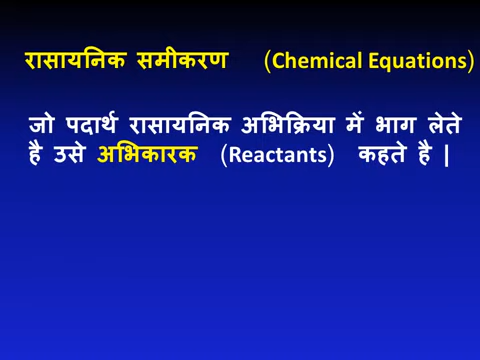 रासायनिक समीकरण (Chemical Equations)
जो पदार्थ रासायनिक अभिक्रिया में भाग लेते
है उसे अभिकारक (Reactants) कहते है |